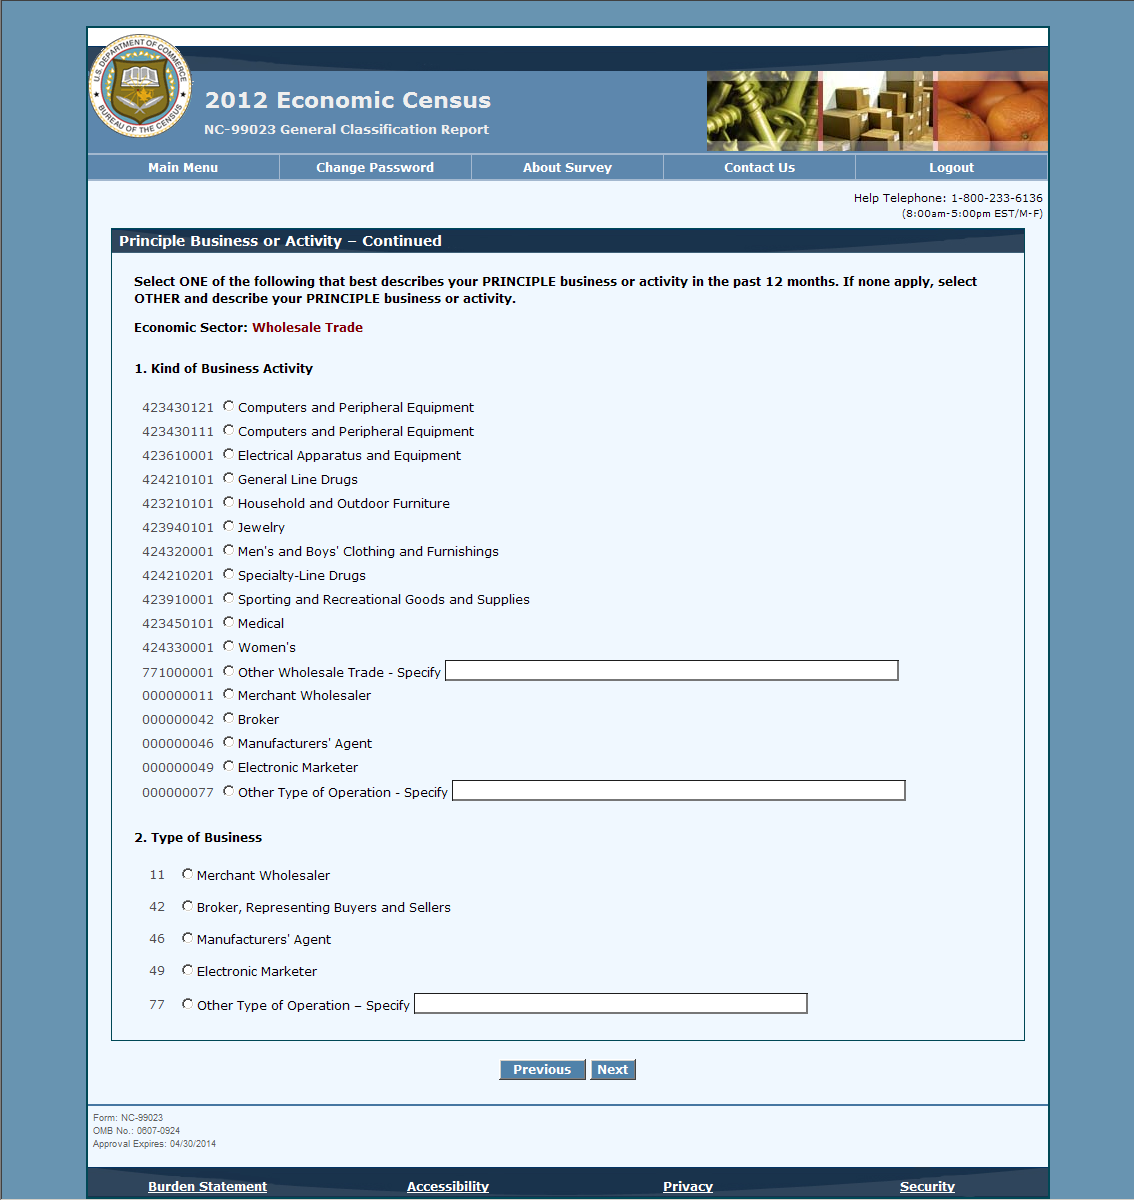 U.S. DEPARTMENT OF COMMERCE
BUREAU OF THE CENSUS
2012 Economic Census
NC-99023 General Classification Report
Main Menu Change Password About Survey Contact Us Logout
Help Telephone: 1-800-233-6136
(8:00am-5:00pm EST/M-F)
Principle Business or Activity – Continued
Select ONE of the following that best describes your PRINCIPLE business or activity in the past 12 months. If none apply, select
OTHER and describe your PRINCIPLE business or activity.
Economic Sector: Wholesale Trade
1. Kind of Business Activity
423430121 Computers and Peripheral Equipment
423430111 Computers and Peripheral Equipment
423610001 Electrical Apparatus and Equipment
424210101 General Line Drugs
423210101 Household and Outdoor Furniture
423940101 Jewelry
424320001 Men's and Boys' Clothing and Furnishings
424210201 Specialty-Line Drugs
423910001 Sporting and Recreational Goods and Supplies
423450101 Medical
424330001 Women's
771000001 Other Wholesale Trade - Specify
000000011 Merchant Wholesaler
000000042 Broker
000000046 Manufacturers' Agent
000000049 Electronic Marketer
000000077 Other Type of Operation - Specify
2. Type of Business
11 Merchant Wholesaler
42 Broker, Representing Buyers and Sellers
46 Manufacturers' Agent
49 Electronic Marketer
77 Other Type of Operation – Specify
Previous Next
Form: NC-99023
OMB No.: 0607-0924
Approval Expires: 04/30/2014
Burden Statement Accessibility Privacy Security